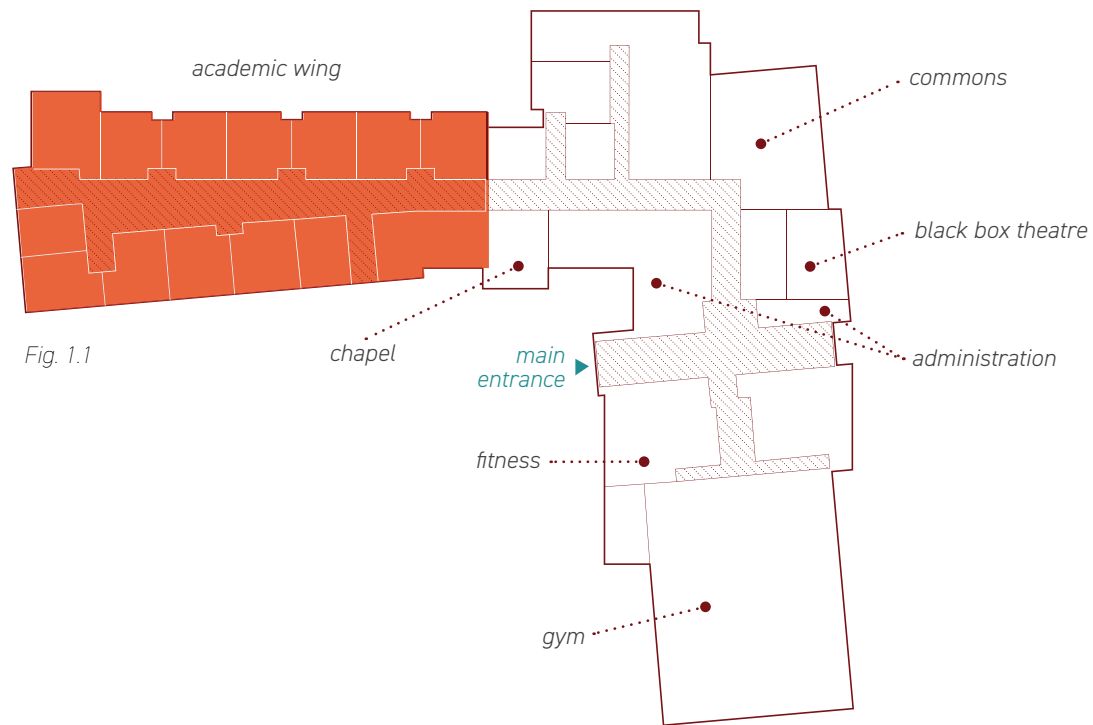 academic wing
commons
black box theatre
Fig. 1.1
chapel
main
entrance
administration
fitness
gym